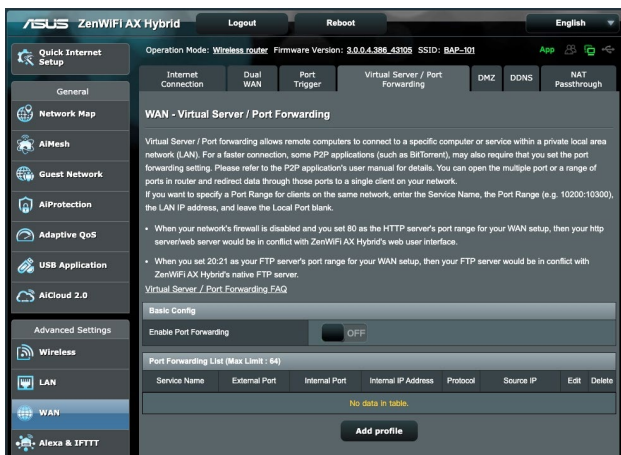 ASUS ZenWiFi AX Hybrid Logout Reboot English
Quick Internet Setup
Operation Mode: Wireless router Firmware Version: 3.0.0.4.386_43105 SSID: BAP-101 App
Internet Connection Dual WAN Port Trigger Virtual Server / Port Forwarding DMZ DDNS NAT Passthrough
General
Network Map
AiMesh
Guest Network
AiProtection
Adaptive QoS
USB Application
AiCloud 2.0
Advanced Settings
Wireless
LAN
WAN
Alexa & IFTTT
WAN - Virtual Server / Port Forwarding
Virtual Server / Port forwarding allows remote computers to connect to a specific computer or service within a private local area
network (LAN). For a faster connection, some P2P applications (such as BitTorrent), may also require that you set the port
forwarding setting. Please refer to the P2P application's user manual for details. You can open the multiple port or a range of
ports in router and redirect data through those ports to a single client on your network.
If you want to specify a Port Range for clients on the same network, enter the Service Name, the Port Range (e.g. 10200:10300),
the LAN IP address, and leave the Local Port blank.
• When your network's firewall is disabled and you set 80 as the HTTP server's port range for your WAN setup, then your http
server/web server would be in conflict with ZenWiFi AX Hybrid's web user interface.
• When you set 20:21 as your FTP server's port range for your WAN setup, then your FTP server would be in conflict with
ZenWiFi AX Hybrid's native FTP server.
Virtual Server / Port Forwarding FAQ
Basic Config
Enable Port Forwarding OFF
Port Forwarding List (Max Limit : 64)
Service Name External Port Internal Port Internal IP Address Protocol Source IP Edit Delete
No data in table.
Add profile